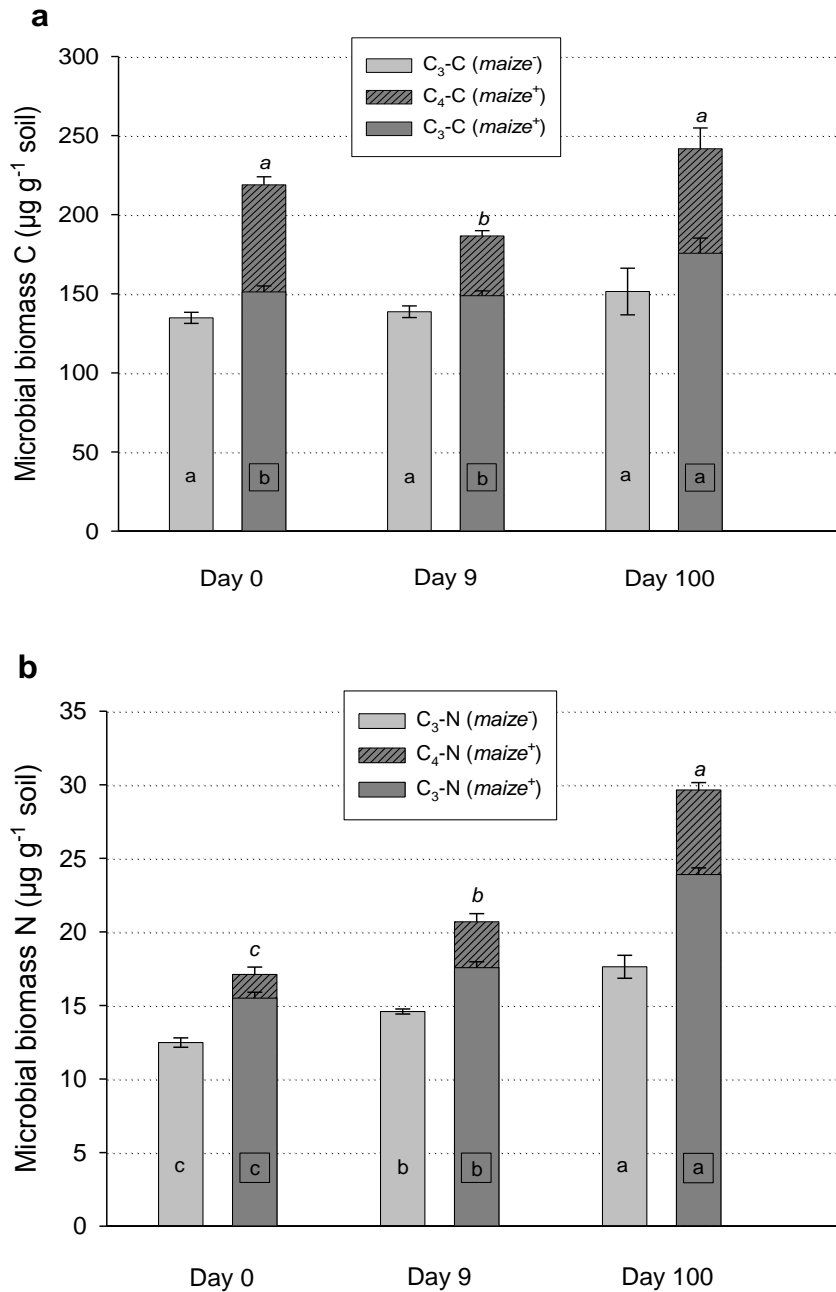 a
300
250
200
150
100
50
0
Microbial biomass C (µg g⁻¹ soil)
C₃-C (maize⁻)
C₄-C (maize⁺)
C₃-C (maize⁺)
a
b
a
a
b
a
b
a
a
Day 0 Day 9 Day 100
b
35
30
25
20
15
10
5
0
Microbial biomass N (µg g⁻¹ soil)
C₃-N (maize⁻)
C₄-N (maize⁺)
C₃-N (maize⁺)
c
b
a
c
c
b
b
a
a
Day 0 Day 9 Day 100